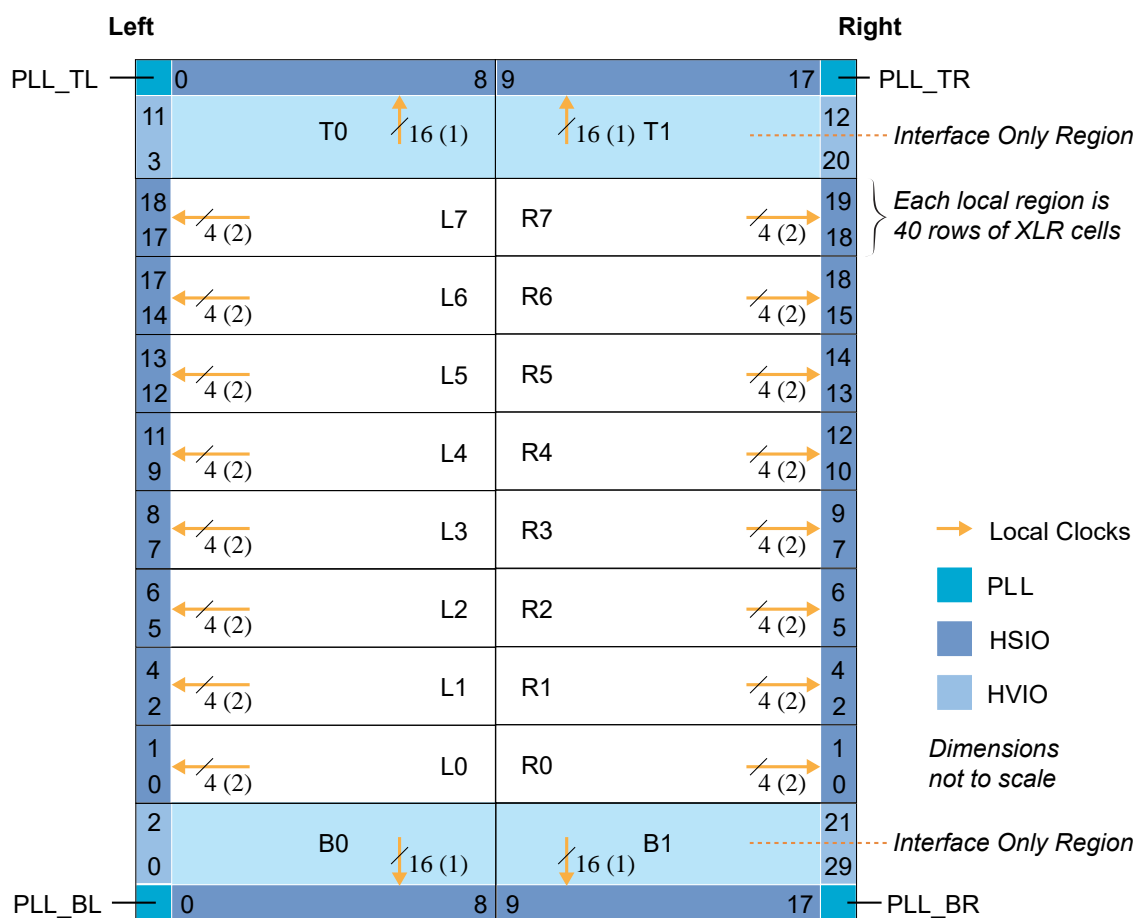 Left Right
PLL_TL 0 8 9 17 PLL_TR
11 T0 16 (1) 16 (1) T1 12 Interface Only Region
3 20
18 4 (2) L7 R7 4 (2) 19 Each local region is
17 18 40 rows of XLR cells
17 4 (2) L6 R6 4 (2) 18
14 15
13 4 (2) L5 R5 4 (2) 14
12 13
11 4 (2) L4 R4 4 (2) 12
9 10
8 4 (2) L3 R3 4 (2) 9 Local Clocks
7 7
6 4 (2) L2 R2 4 (2) 6 PLL
5 5 HSIO
4 4 (2) L1 R1 4 (2) 4 HVIO
2 2
1 4 (2) L0 R0 4 (2) 1 Dimensions
0 0 not to scale
2 B0 16 (1) 16 (1) B1 21 Interface Only Region
0 29
PLL_BL 0 8 9 17 PLL_BR